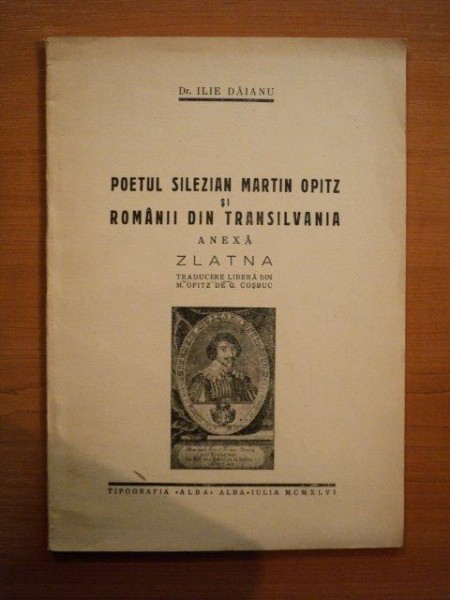 Dr. ILIE DĂIANU
POETUL SILEZIAN MARTIN OPITZ
ȘI
ROMÂNII DIN TRANSILVANIA
ANEXĂ
ZLATNA
TRADUCERE LIBERĂ DIN
M. OPITZ DE G. COȘBUC
TIPOGRAFIA «ALBA» ALBA-IULIA MCMXLVI